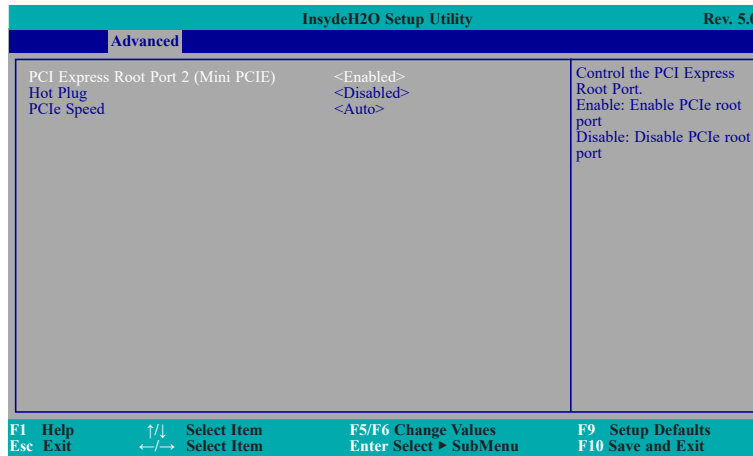 InsydeH2O Setup Utility Rev. 5.0
Advanced
PCI Express Root Port 2 (Mini PCIE) <Enabled>
Hot Plug <Disabled>
PCIe Speed <Auto>
Control the PCI Express
Root Port.
Enable: Enable PCIe root
port
Disable: Disable PCIe root
port
F1 Help ↑/↓ Select Item F5/F6 Change Values F9 Setup Defaults
Esc Exit ←/→ Select Item Enter Select ▶ SubMenu F10 Save and Exit